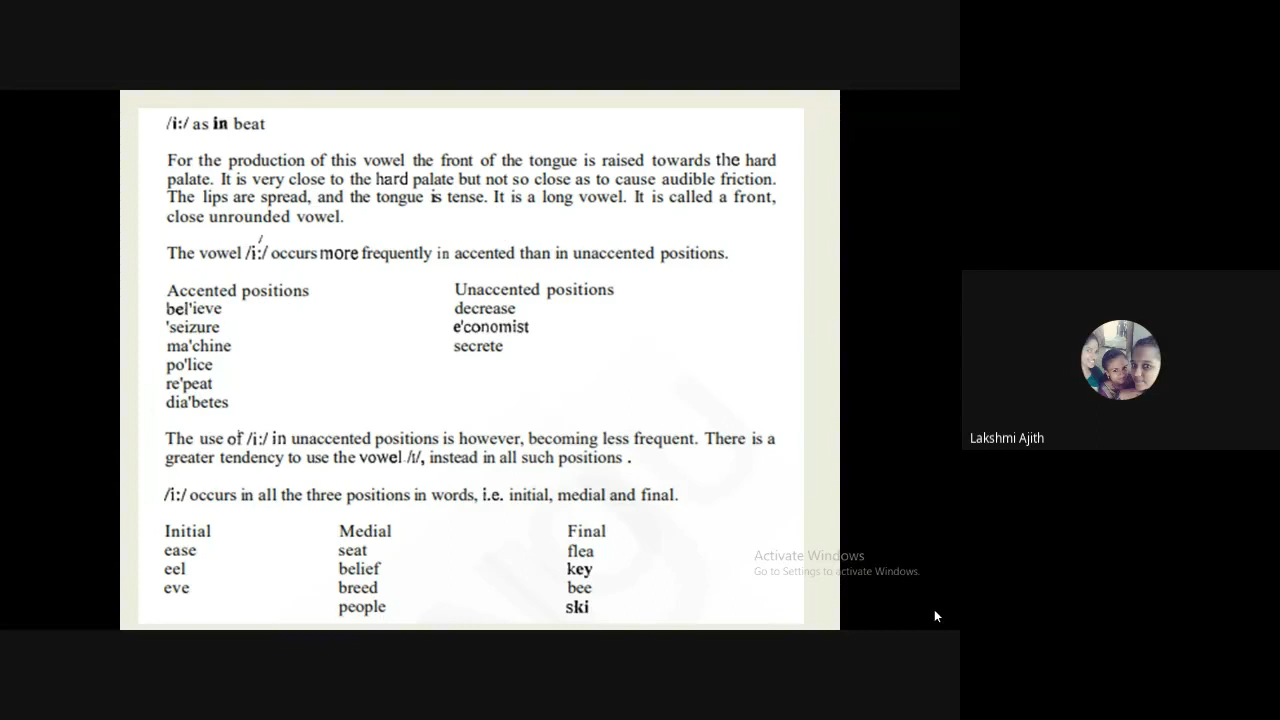 /i:/ as in beat
For the production of this vowel the front of the tongue is raised towards the hard
palate. It is very close to the hard palate but not so close as to cause audible friction.
The lips are spread, and the tongue is tense. It is a long vowel. It is called a front,
close unrounded vowel.
The vowel /i:/ occurs more frequently in accented than in unaccented positions.
Accented positions Unaccented positions
bel'ieve decrease
'seizure e'conomist
ma'chine secrete
po'lice
re'peat
dia'betes
The use of /i:/ in unaccented positions is however, becoming less frequent. There is a
greater tendency to use the vowel /ı/, instead in all such positions .
/i:/ occurs in all the three positions in words, i.e. initial, medial and final.
Initial Medial Final
ease seat flea
eel belief key
eve breed bee
people ski
Activate Windows
Go to Settings to activate Windows.
Lakshmi Ajith